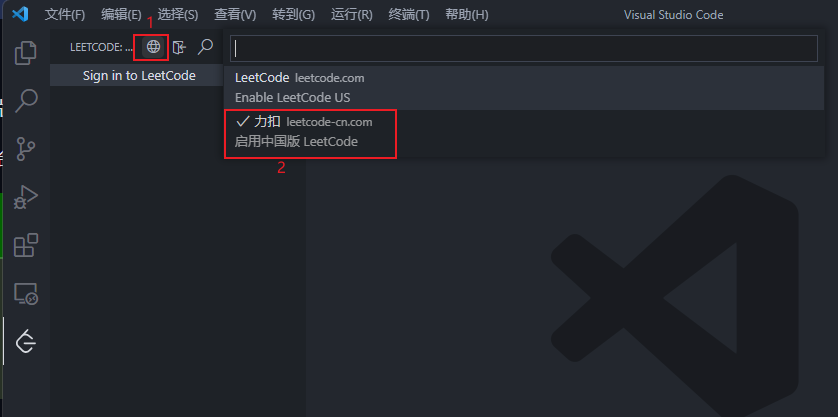 文件(F) 编辑(E) 选择(S) 查看(V) 转到(G) 运行(R) 终端(T) 帮助(H) Visual Studio Code
1
LEETCODE: ...
Sign in to LeetCode
LeetCode leetcode.com
Enable LeetCode US
力扣 leetcode-cn.com
启用中国版 LeetCode
2